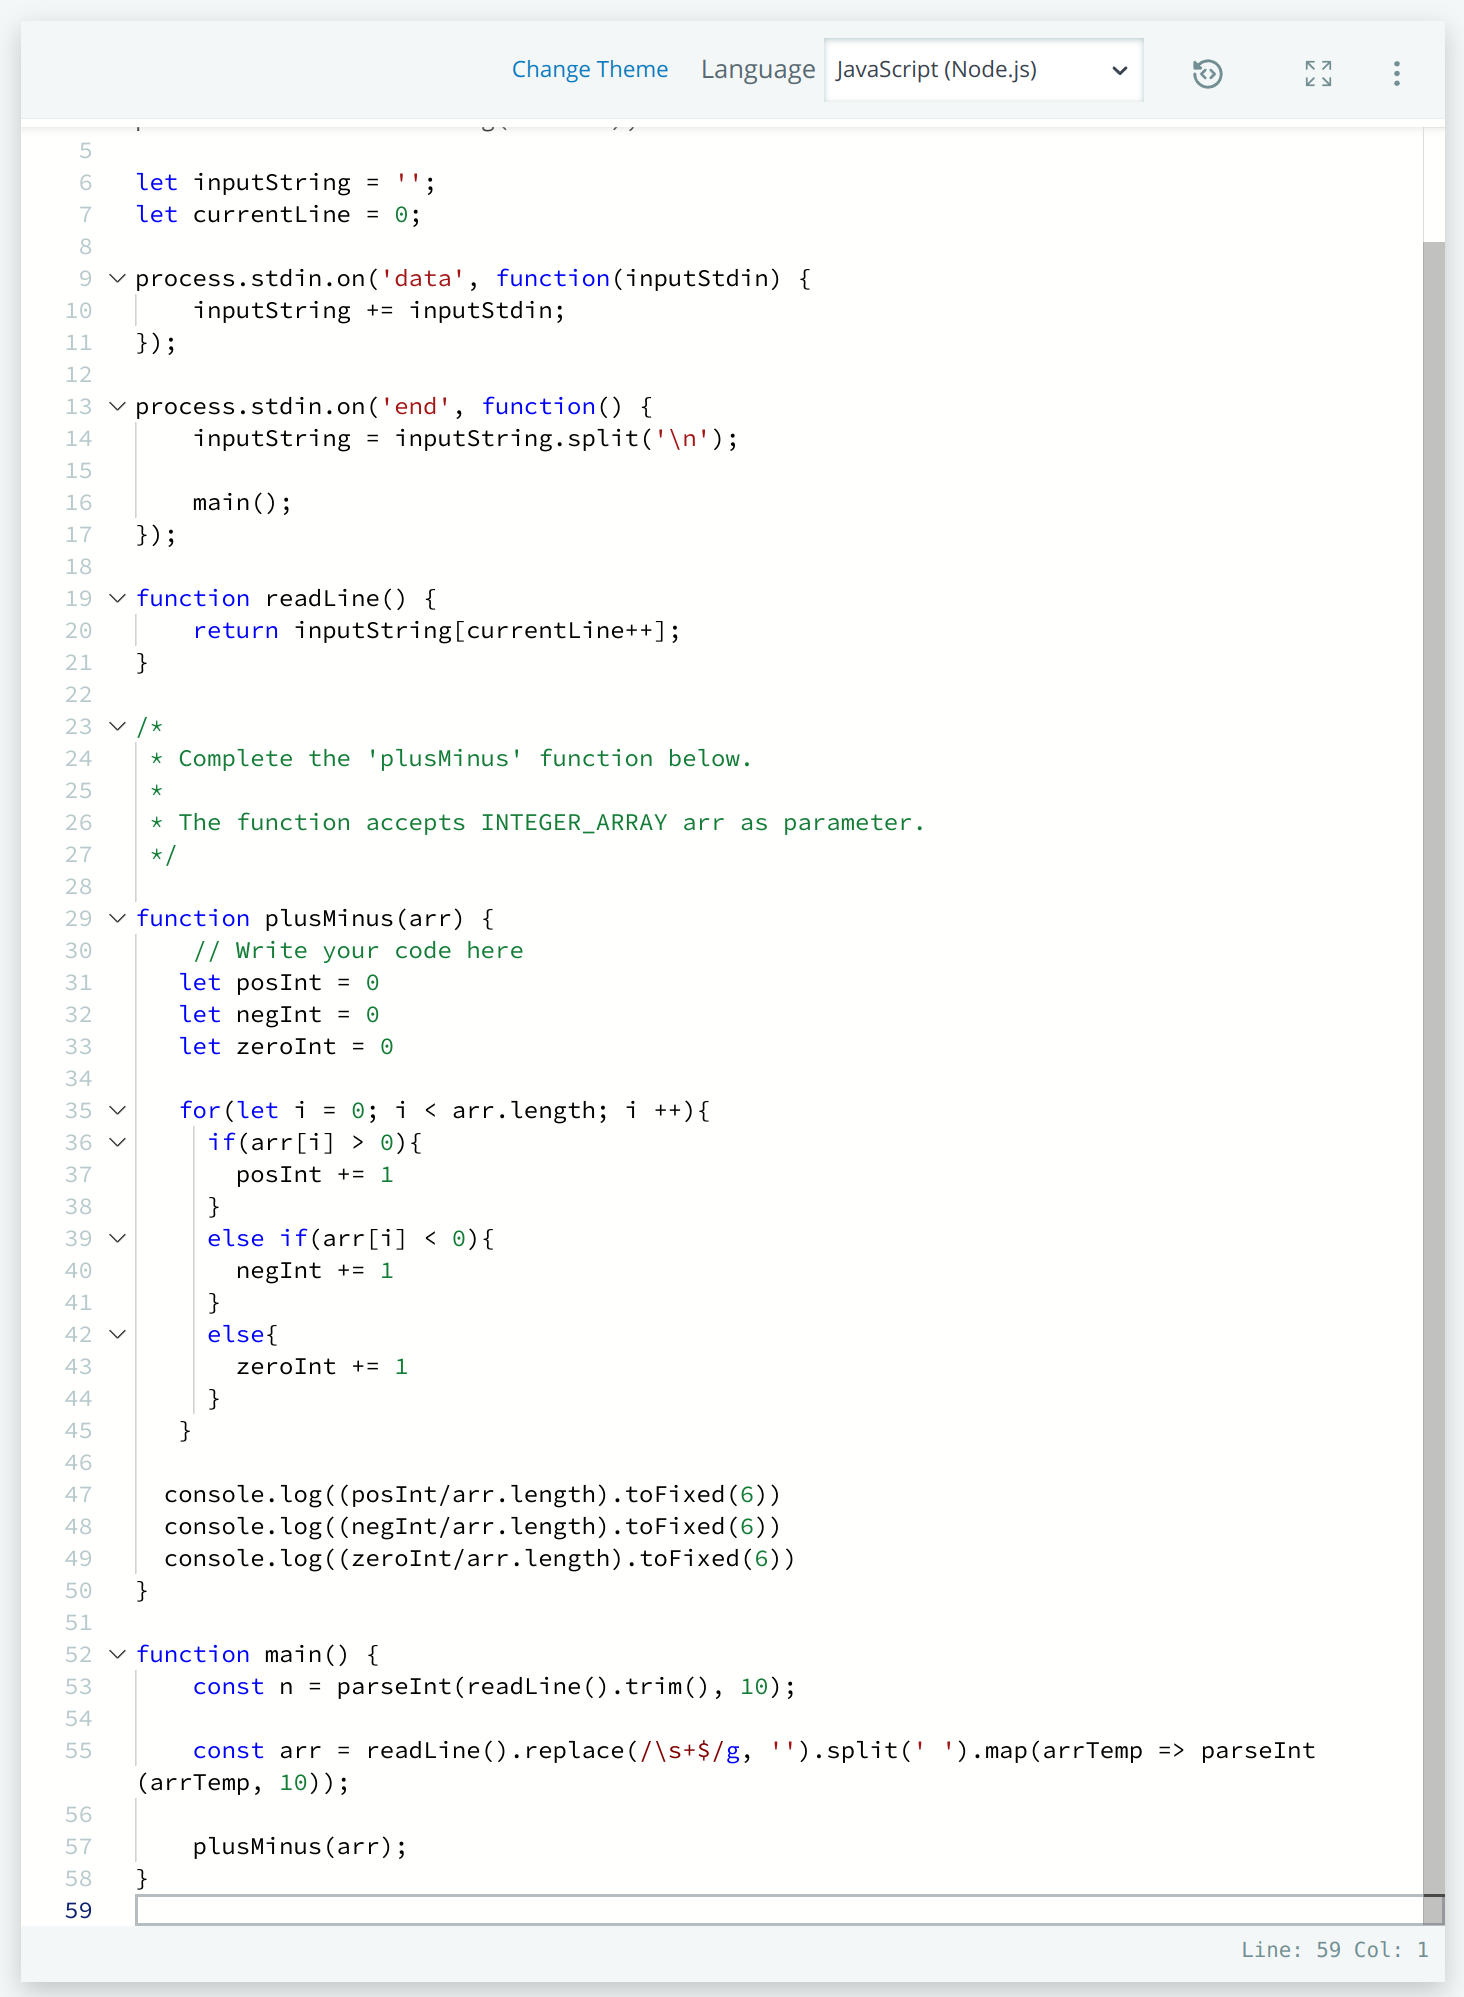 Change Theme Language JavaScript (Node.js)
5
6 let inputString = '';
7 let currentLine = 0;
8
9 process.stdin.on('data', function(inputStdin) {
10     inputString += inputStdin;
11 });
12
13 process.stdin.on('end', function() {
14     inputString = inputString.split('\n');
15
16     main();
17 });
18
19 function readLine() {
20     return inputString[currentLine++];
21 }
22
23 /*
24  * Complete the 'plusMinus' function below.
25  *
26  * The function accepts INTEGER_ARRAY arr as parameter.
27  */
28
29 function plusMinus(arr) {
30     // Write your code here
31    let posInt = 0
32    let negInt = 0
33    let zeroInt = 0
34
35    for(let i = 0; i < arr.length; i ++){
36      if(arr[i] > 0){
37        posInt += 1
38      }
39      else if(arr[i] < 0){
40        negInt += 1
41      }
42      else{
43        zeroInt += 1
44      }
45    }
46
47   console.log((posInt/arr.length).toFixed(6))
48   console.log((negInt/arr.length).toFixed(6))
49   console.log((zeroInt/arr.length).toFixed(6))
50 }
51
52 function main() {
53     const n = parseInt(readLine().trim(), 10);
54
55     const arr = readLine().replace(/\s+$/g, '').split(' ').map(arrTemp => parseInt
(arrTemp, 10));
56
57     plusMinus(arr);
58 }
59
Line: 59 Col: 1